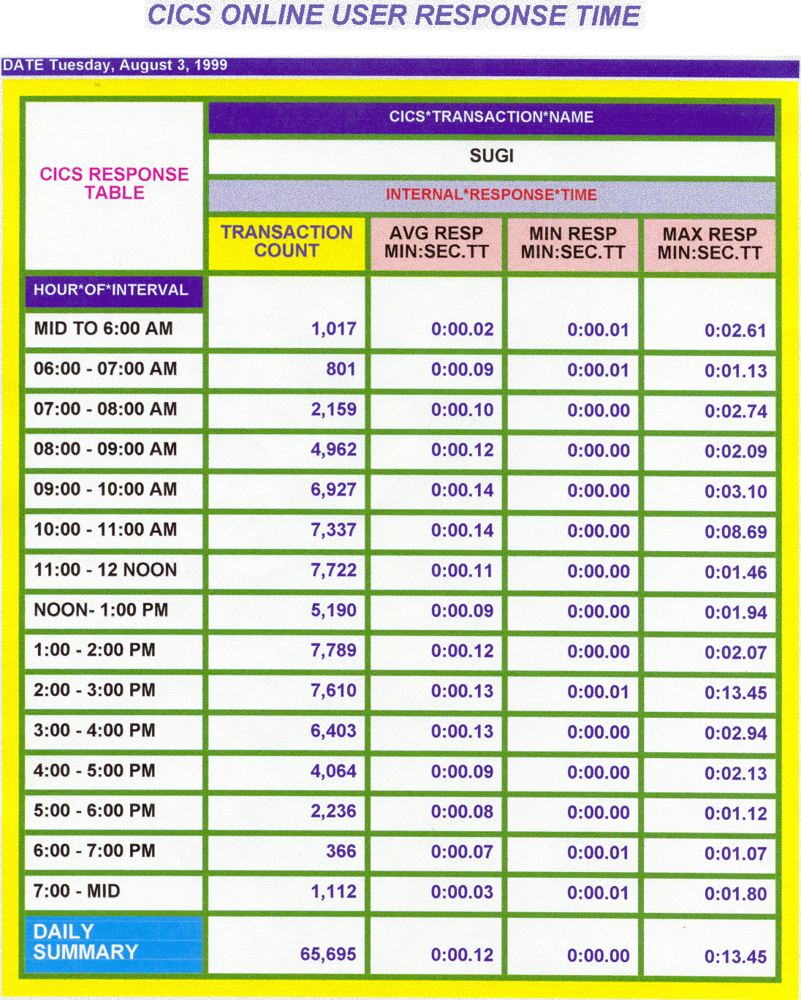 CICS ONLINE USER RESPONSE TIME
DATE Tuesday, August 3, 1999
CICS RESPONSE
TABLE
CICS*TRANSACTION*NAME
SUGI
INTERNAL*RESPONSE*TIME
TRANSACTION
COUNT
AVG RESP
MIN:SEC.TT
MIN RESP
MIN:SEC.TT
MAX RESP
MIN:SEC.TT
HOUR*OF*INTERVAL
MID TO 6:00 AM 1,017 0:00.02 0:00.01 0:02.61
06:00 - 07:00 AM 801 0:00.09 0:00.01 0:01.13
07:00 - 08:00 AM 2,159 0:00.10 0:00.00 0:02.74
08:00 - 09:00 AM 4,962 0:00.12 0:00.00 0:02.09
09:00 - 10:00 AM 6,927 0:00.14 0:00.00 0:03.10
10:00 - 11:00 AM 7,337 0:00.14 0:00.00 0:08.69
11:00 - 12 NOON 7,722 0:00.11 0:00.00 0:01.46
NOON- 1:00 PM 5,190 0:00.09 0:00.00 0:01.94
1:00 - 2:00 PM 7,789 0:00.12 0:00.00 0:02.07
2:00 - 3:00 PM 7,610 0:00.13 0:00.01 0:13.45
3:00 - 4:00 PM 6,403 0:00.13 0:00.00 0:02.94
4:00 - 5:00 PM 4,064 0:00.09 0:00.00 0:02.13
5:00 - 6:00 PM 2,236 0:00.08 0:00.00 0:01.12
6:00 - 7:00 PM 366 0:00.07 0:00.01 0:01.07
7:00 - MID 1,112 0:00.03 0:00.01 0:01.80
DAILY
SUMMARY 65,695 0:00.12 0:00.00 0:13.45